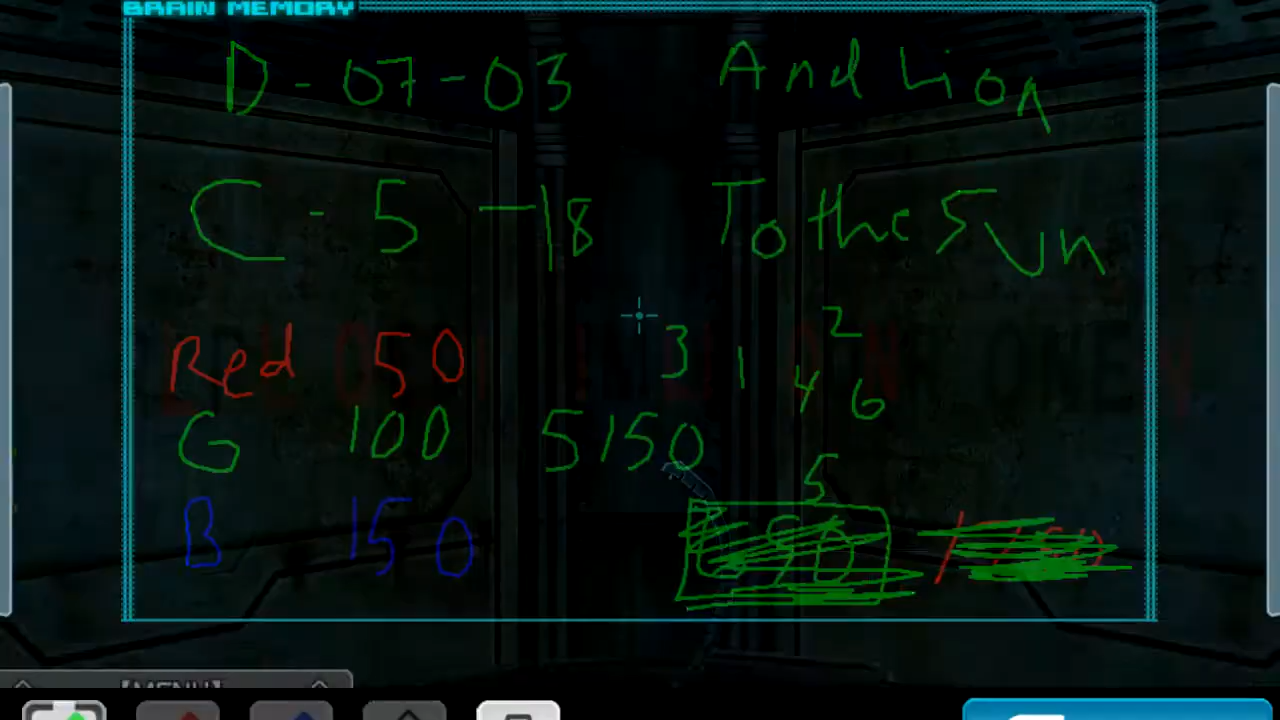 BRAIN MEMORY
D - 07 - 03 And Lion
C - 5 - 18 To the Sun
2
Red 50 3 1 4 6
G 100 5150
5
B 150
[MENU]